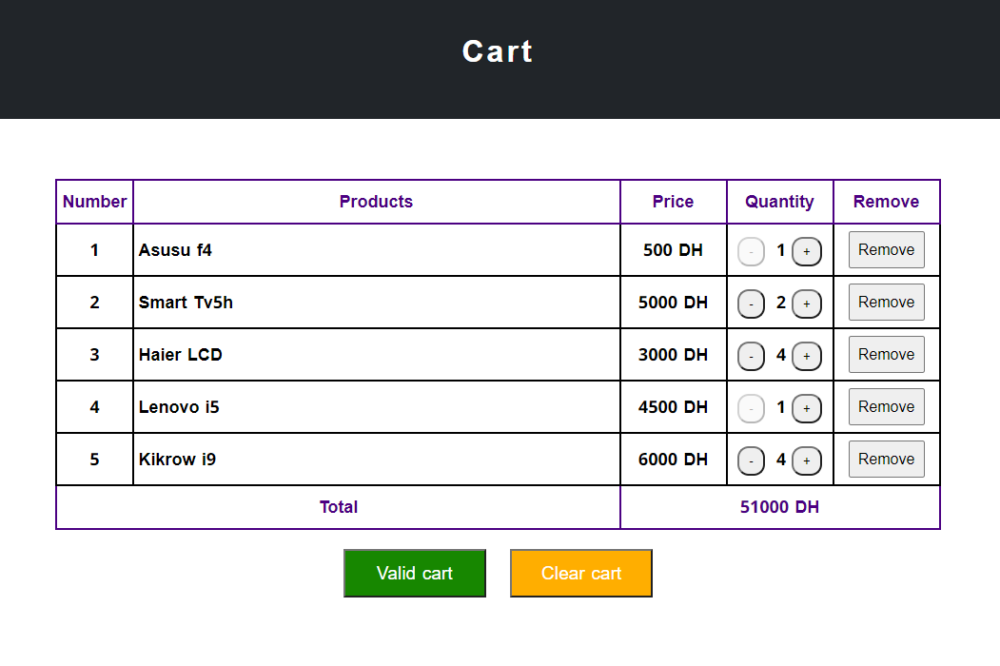 Cart
Number Products Price Quantity Remove
1 Asusu f4 500 DH - 1 + Remove
2 Smart Tv5h 5000 DH - 2 + Remove
3 Haier LCD 3000 DH - 4 + Remove
4 Lenovo i5 4500 DH - 1 + Remove
5 Kikrow i9 6000 DH - 4 + Remove
Total 51000 DH
Valid cart Clear cart